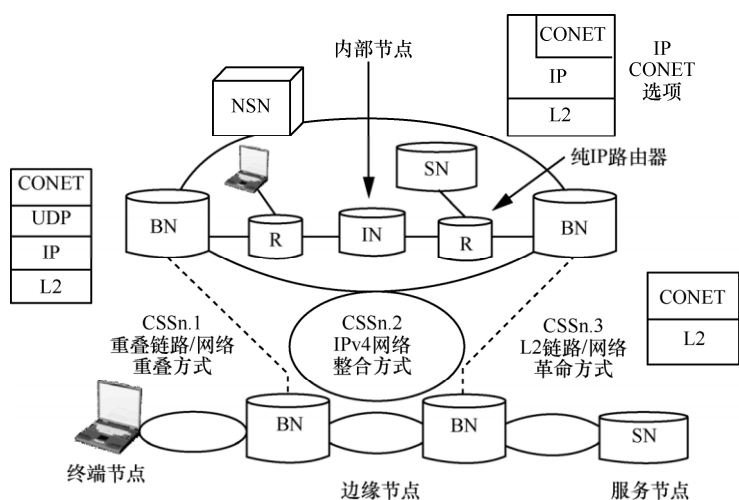 内部节点
CONET
IP
L2
IP
CONET
选项
NSN
SN
纯IP路由器
CONET
UDP
IP
L2
BN
R
IN
R
BN
CSSn.1
重叠链路/网络
重叠方式
CSSn.2
IPv4网络
整合方式
CSSn.3
L2链路/网络
革命方式
CONET
L2
BN
BN
SN
终端节点
边缘节点
服务节点